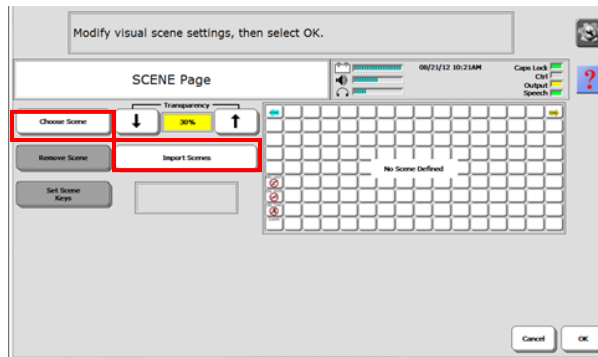 Modify visual scene settings, then select OK.
SCENE Page
08/21/12 10:21AM
Caps Lock
Ctrl
Output
Speech
?
Transparency
Choose Scene
30%
Remove Scene
Import Scenes
No Scene Defined
Set Scene
Keys
Cancel
OK